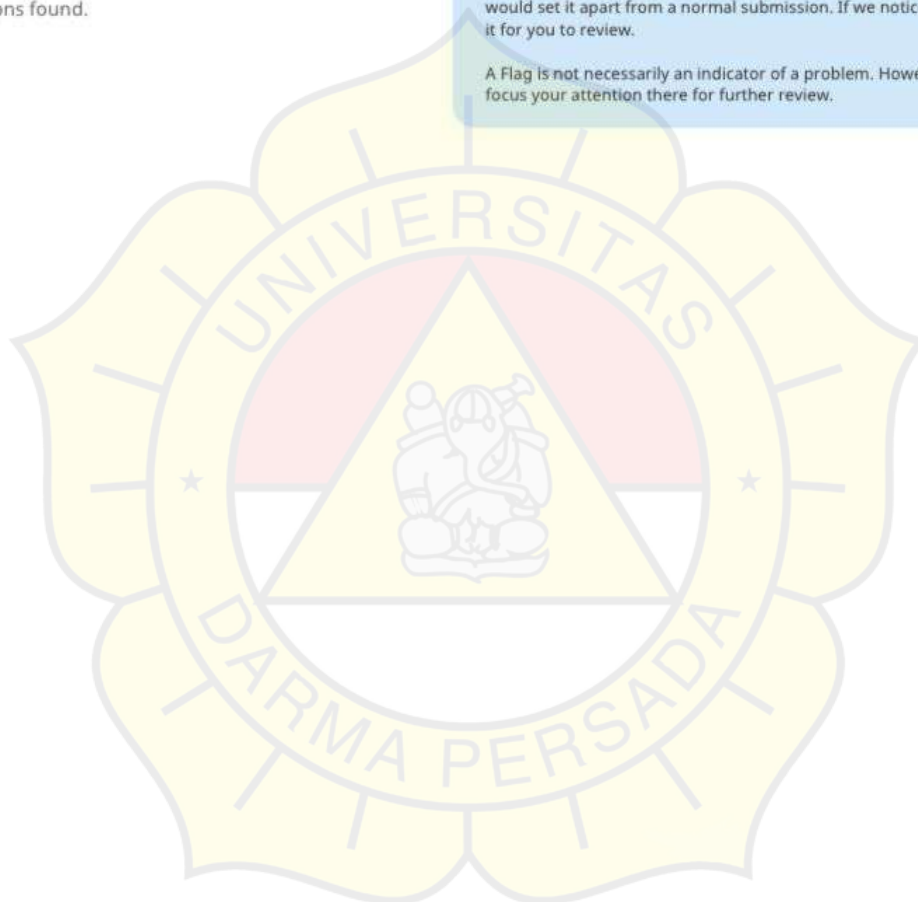 ons found.
would set it apart from a normal submission. If we notic
it for you to review.
A Flag is not necessarily an indicator of a problem. Howe
focus your attention there for further review.
UNIVERSITAS
DARMA PERSADA